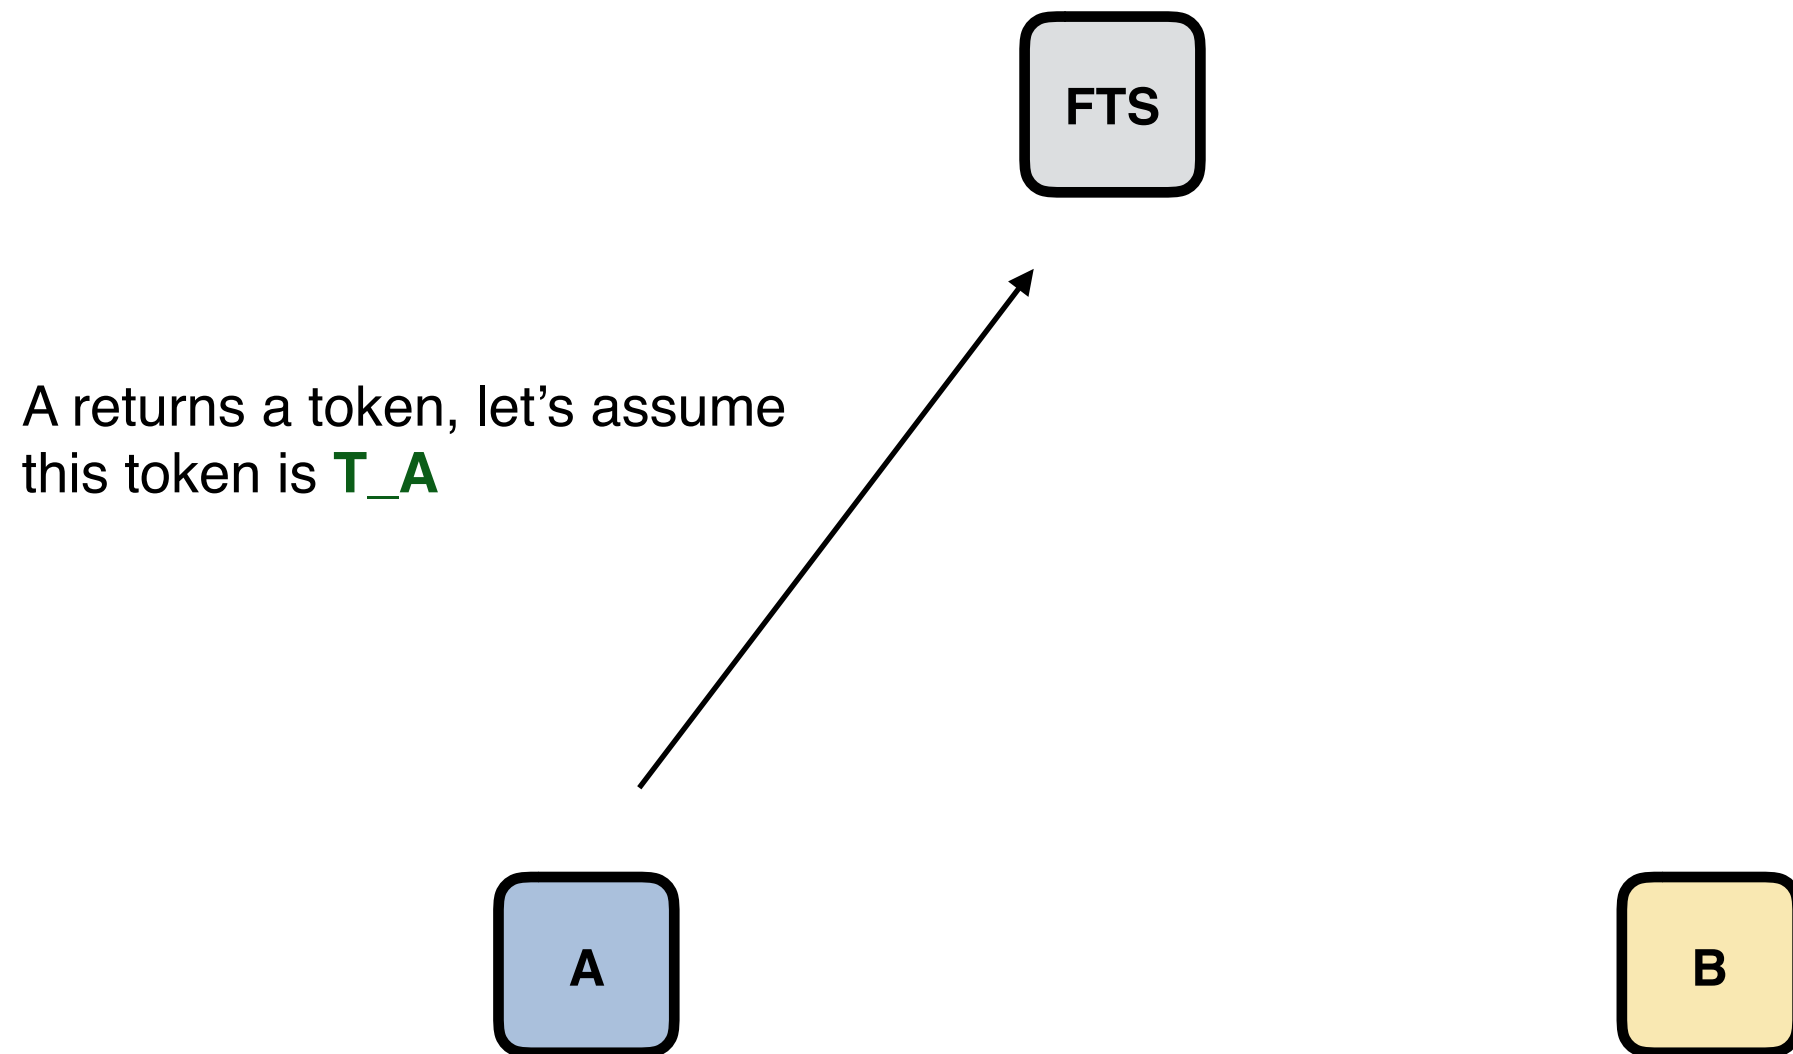 FTS
A returns a token, let’s assume
this token is T_A
A
B